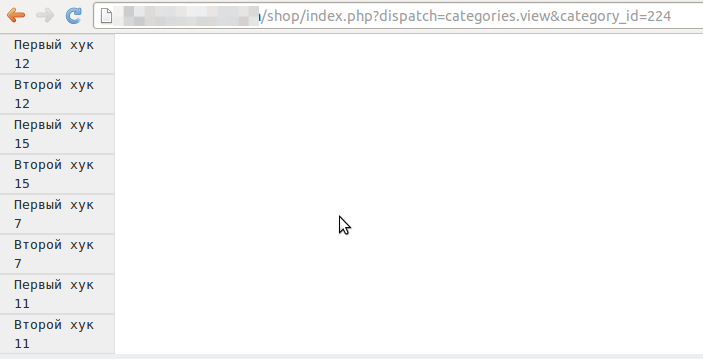 /shop/index.php?dispatch=categories.view&category_id=224
Первый хук
12
Второй хук
12
Первый хук
15
Второй хук
15
Первый хук
7
Второй хук
7
Первый хук
11
Второй хук
11